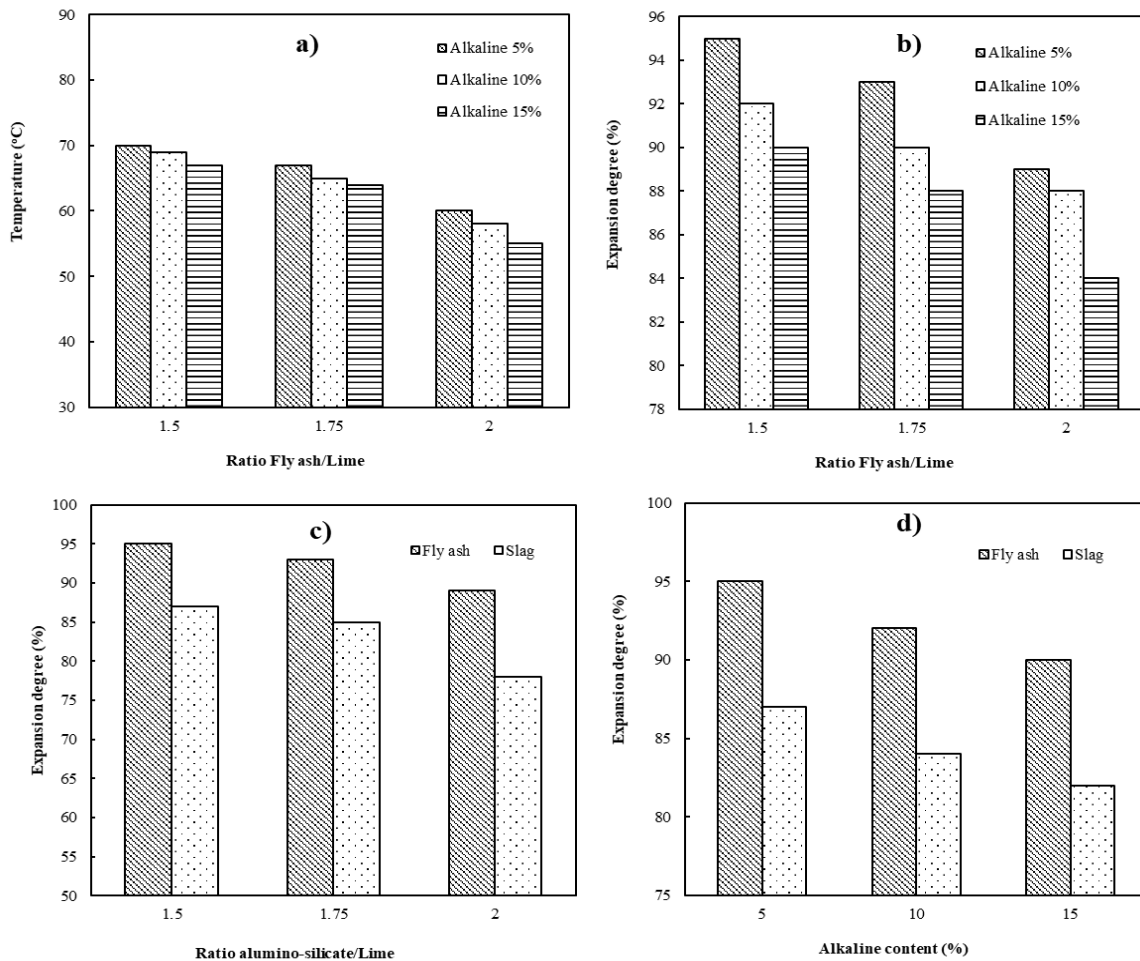 a)
Alkaline 5%
Alkaline 10%
Alkaline 15%
Temperature (°C)
90
80
70
60
50
40
30
1.5 1.75 2
Ratio Fly ash/Lime
b)
Alkaline 5%
Alkaline 10%
Alkaline 15%
Expansion degree (%)
96
94
92
90
88
86
84
82
80
78
1.5 1.75 2
Ratio Fly ash/Lime
c)
Fly ash Slag
Expansion degree (%)
100
95
90
85
80
75
70
65
60
55
50
1.5 1.75 2
Ratio alumino-silicate/Lime
d)
Fly ash Slag
Expansion degree (%)
100
95
90
85
80
75
5 10 15
Alkaline content (%)